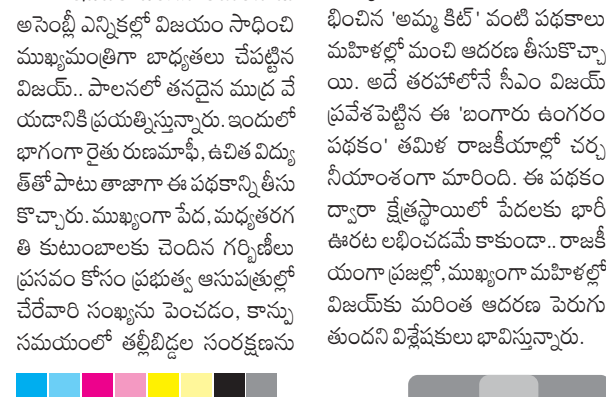 అసెంబ్లీ ఎన్నికల్లో విజయం సాధించి
ముఖ్యమంత్రిగా బాధ్యతలు చేపట్టిన
విజయ్.. పాలనలో తనదైన ముద్ర వే
యడానికి ప్రయత్నిస్తున్నారు. ఇందులో
భాగంగా రైతు రుణమాఫీ, ఉచిత విద్యు
త్‌తో పాటు తాజాగా ఈ పథకాన్ని తీసు
కొచ్చారు. ముఖ్యంగా పేద, మధ్యతరగ
తి కుటుంబాలకు చెందిన గర్భిణీలు
ప్రసవం కోసం ప్రభుత్వ ఆసుపత్రుల్లో
చేరేవారి సంఖ్యను పెంచడం, కాన్పు
సమయంలో తల్లీబిడ్డల సంరక్షణను
భించిన 'అమ్మ కిట్' వంటి పథకాలు
మహిళల్లో మంచి ఆదరణ తీసుకొచ్చా
యి. అదే తరహాలోనే సీఎం విజయ్
ప్రవేశపెట్టిన ఈ 'బంగారు ఉంగరం
పథకం' తమిళ రాజకీయాల్లో చర్చ
నీయాంశంగా మారింది. ఈ పథకం
ద్వారా క్షేత్రస్థాయిలో పేదలకు భారీ
ఊరట లభించడమే కాకుండా.. రాజకీ
యంగా ప్రజల్లో, ముఖ్యంగా మహిళల్లో
విజయ్‌కు మరింత ఆదరణ పెరుగు
తుందని విశ్లేషకులు భావిస్తున్నారు.